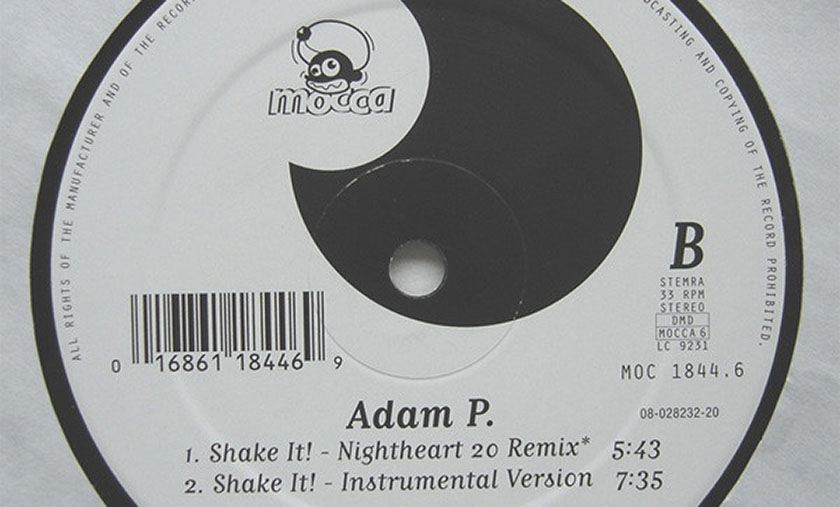 mocca
ALL RIGHTS OF THE MANUFACTURER AND OF THE RECOR
DCASTING AND COPYING OF THE RECORD PROHIBITED.
B
STEMRA
33 RPM
STEREO
DMD
MOCCA 6
LC 9231
MOC 1844.6
08-028232-20
0 16861 18446 9
Adam P.
1. Shake It! - Nightheart 20 Remix* 5:43
2. Shake It! - Instrumental Version 7:35